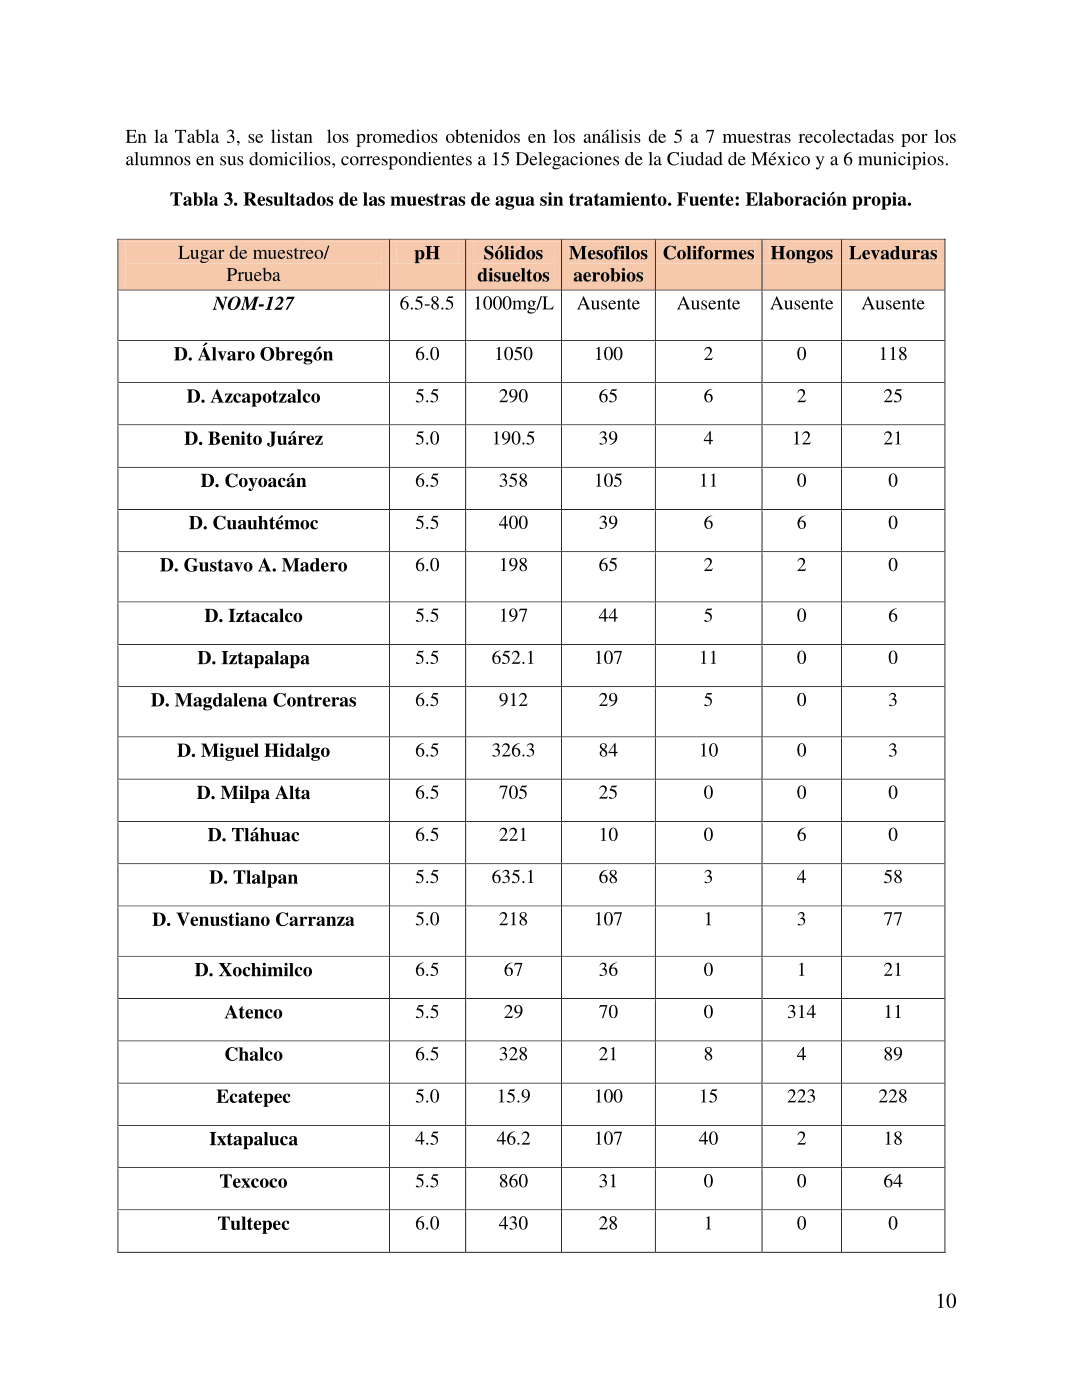 En la Tabla 3, se listan los promedios obtenidos en los análisis de 5 a 7 muestras recolectadas por los
alumnos en sus domicilios, correspondientes a 15 Delegaciones de la Ciudad de México y a 6 municipios.
Tabla 3. Resultados de las muestras de agua sin tratamiento. Fuente: Elaboración propia.
Lugar de muestreo/ Prueba pH Sólidos disueltos Mesofilos aerobios Coliformes Hongos Levaduras
NOM-127 6.5-8.5 1000mg/L Ausente Ausente Ausente Ausente
D. Álvaro Obregón 6.0 1050 100 2 0 118
D. Azcapotzalco 5.5 290 65 6 2 25
D. Benito Juárez 5.0 190.5 39 4 12 21
D. Coyoacán 6.5 358 105 11 0 0
D. Cuauhtémoc 5.5 400 39 6 6 0
D. Gustavo A. Madero 6.0 198 65 2 2 0
D. Iztacalco 5.5 197 44 5 0 6
D. Iztapalapa 5.5 652.1 107 11 0 0
D. Magdalena Contreras 6.5 912 29 5 0 3
D. Miguel Hidalgo 6.5 326.3 84 10 0 3
D. Milpa Alta 6.5 705 25 0 0 0
D. Tláhuac 6.5 221 10 0 6 0
D. Tlalpan 5.5 635.1 68 3 4 58
D. Venustiano Carranza 5.0 218 107 1 3 77
D. Xochimilco 6.5 67 36 0 1 21
Atenco 5.5 29 70 0 314 11
Chalco 6.5 328 21 8 4 89
Ecatepec 5.0 15.9 100 15 223 228
Ixtapaluca 4.5 46.2 107 40 2 18
Texcoco 5.5 860 31 0 0 64
Tultepec 6.0 430 28 1 0 0
10